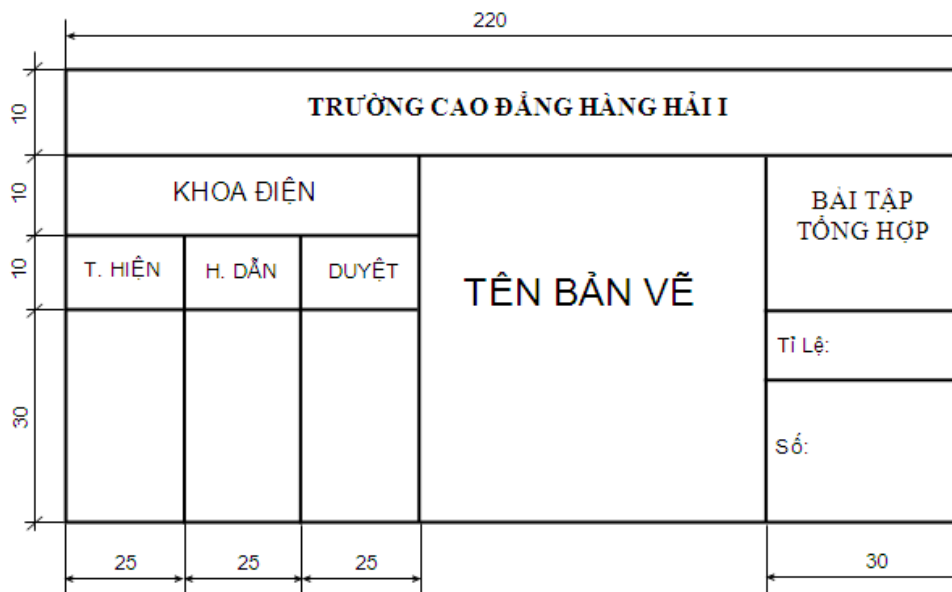 220
TRƯỜNG CAO ĐẲNG HÀNG HẢI I
10
KHOA ĐIỆN
10
BÀI TẬP
TỔNG HỢP
T. HIỆN H. DẪN DUYỆT
10
TÊN BẢN VẼ
Tỉ Lệ:
30
Số:
25 25 25 30